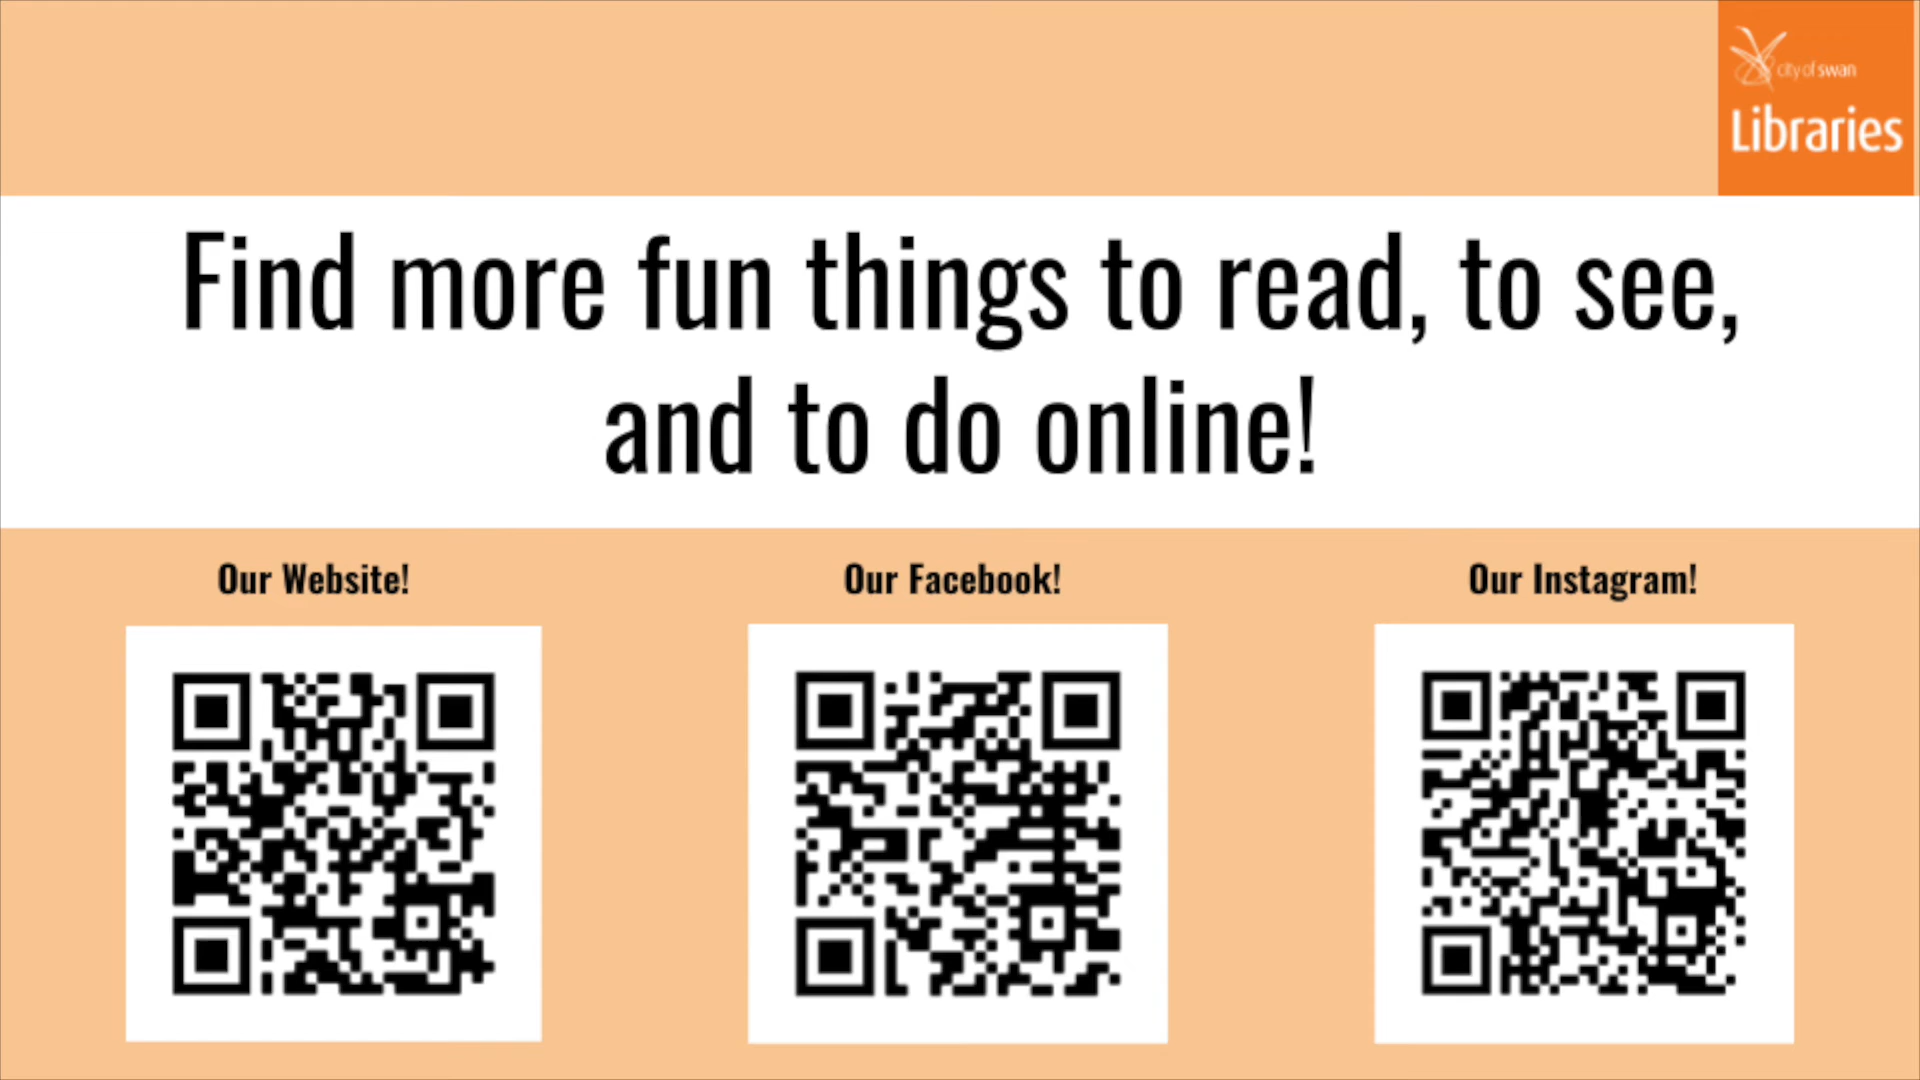 city of swan
Libraries
Find more fun things to read, to see,
and to do online!
Our Website!
Our Facebook!
Our Instagram!